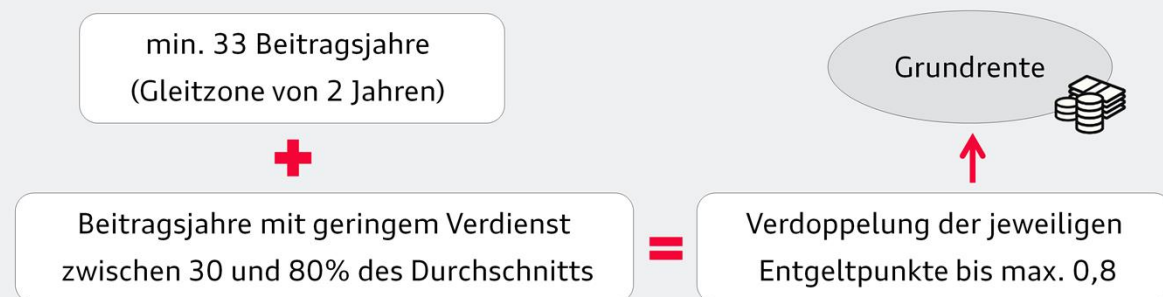 min. 33 Beitragsjahre
(Gleitzone von 2 Jahren)
Grundrente
Beitragsjahre mit geringem Verdienst
zwischen 30 und 80% des Durchschnitts
Verdoppelung der jeweiligen
Entgeltpunkte bis max. 0,8